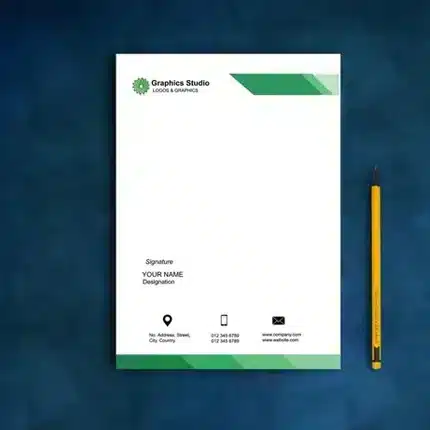 Graphics Studio
LOGOS & GRAPHICS
Signature
YOUR NAME
Designation
No. Address, Street,
City. Country.
012 345 6789
012 345 6789
www.company.com
www.website.com